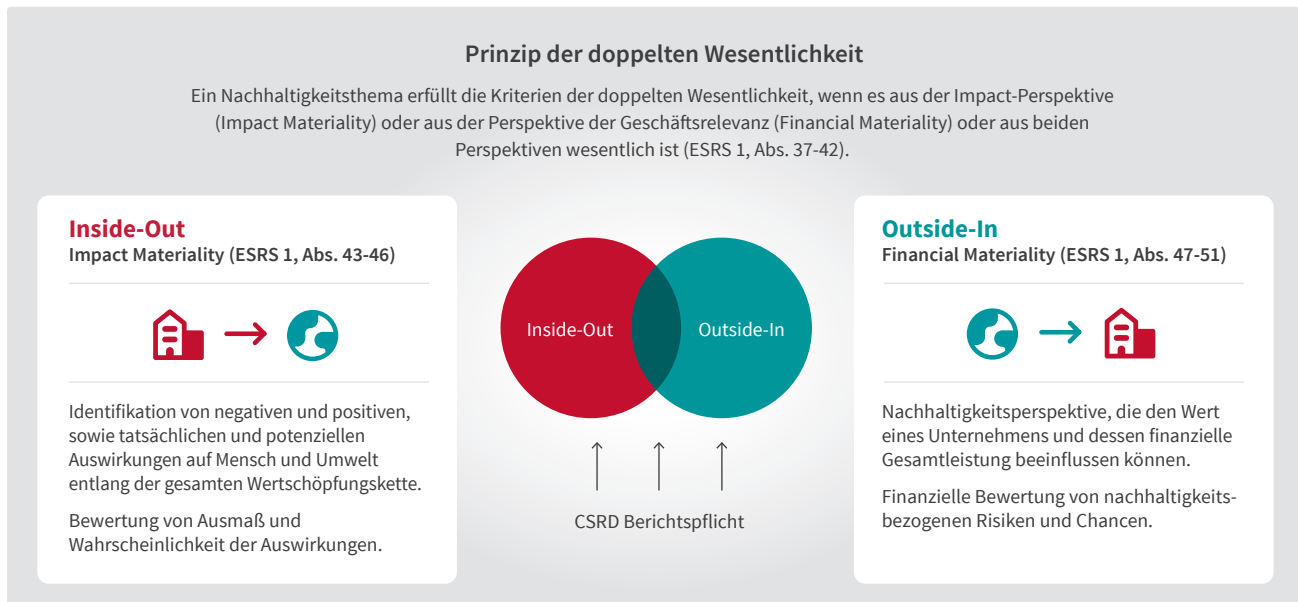 Prinzip der doppelten Wesentlichkeit
Ein Nachhaltigkeitsthema erfüllt die Kriterien der doppelten Wesentlichkeit, wenn es aus der Impact-Perspektive
(Impact Materiality) oder aus der Perspektive der Geschäftsrelevanz (Financial Materiality) oder aus beiden
Perspektiven wesentlich ist (ESRS 1, Abs. 37-42).
Inside-Out
Impact Materiality (ESRS 1, Abs. 43-46)
Identifikation von negativen und positiven,
sowie tatsächlichen und potenziellen
Auswirkungen auf Mensch und Umwelt
entlang der gesamten Wertschöpfungskette.
Bewertung von Ausmaß und
Wahrscheinlichkeit der Auswirkungen.
Inside-Out
Outside-In
CSRD Berichtspflicht
Outside-In
Financial Materiality (ESRS 1, Abs. 47-51)
Nachhaltigkeitsperspektive, die den Wert
eines Unternehmens und dessen finanzielle
Gesamtleistung beeinflussen können.
Finanzielle Bewertung von nachhaltigkeits-
bezogenen Risiken und Chancen.